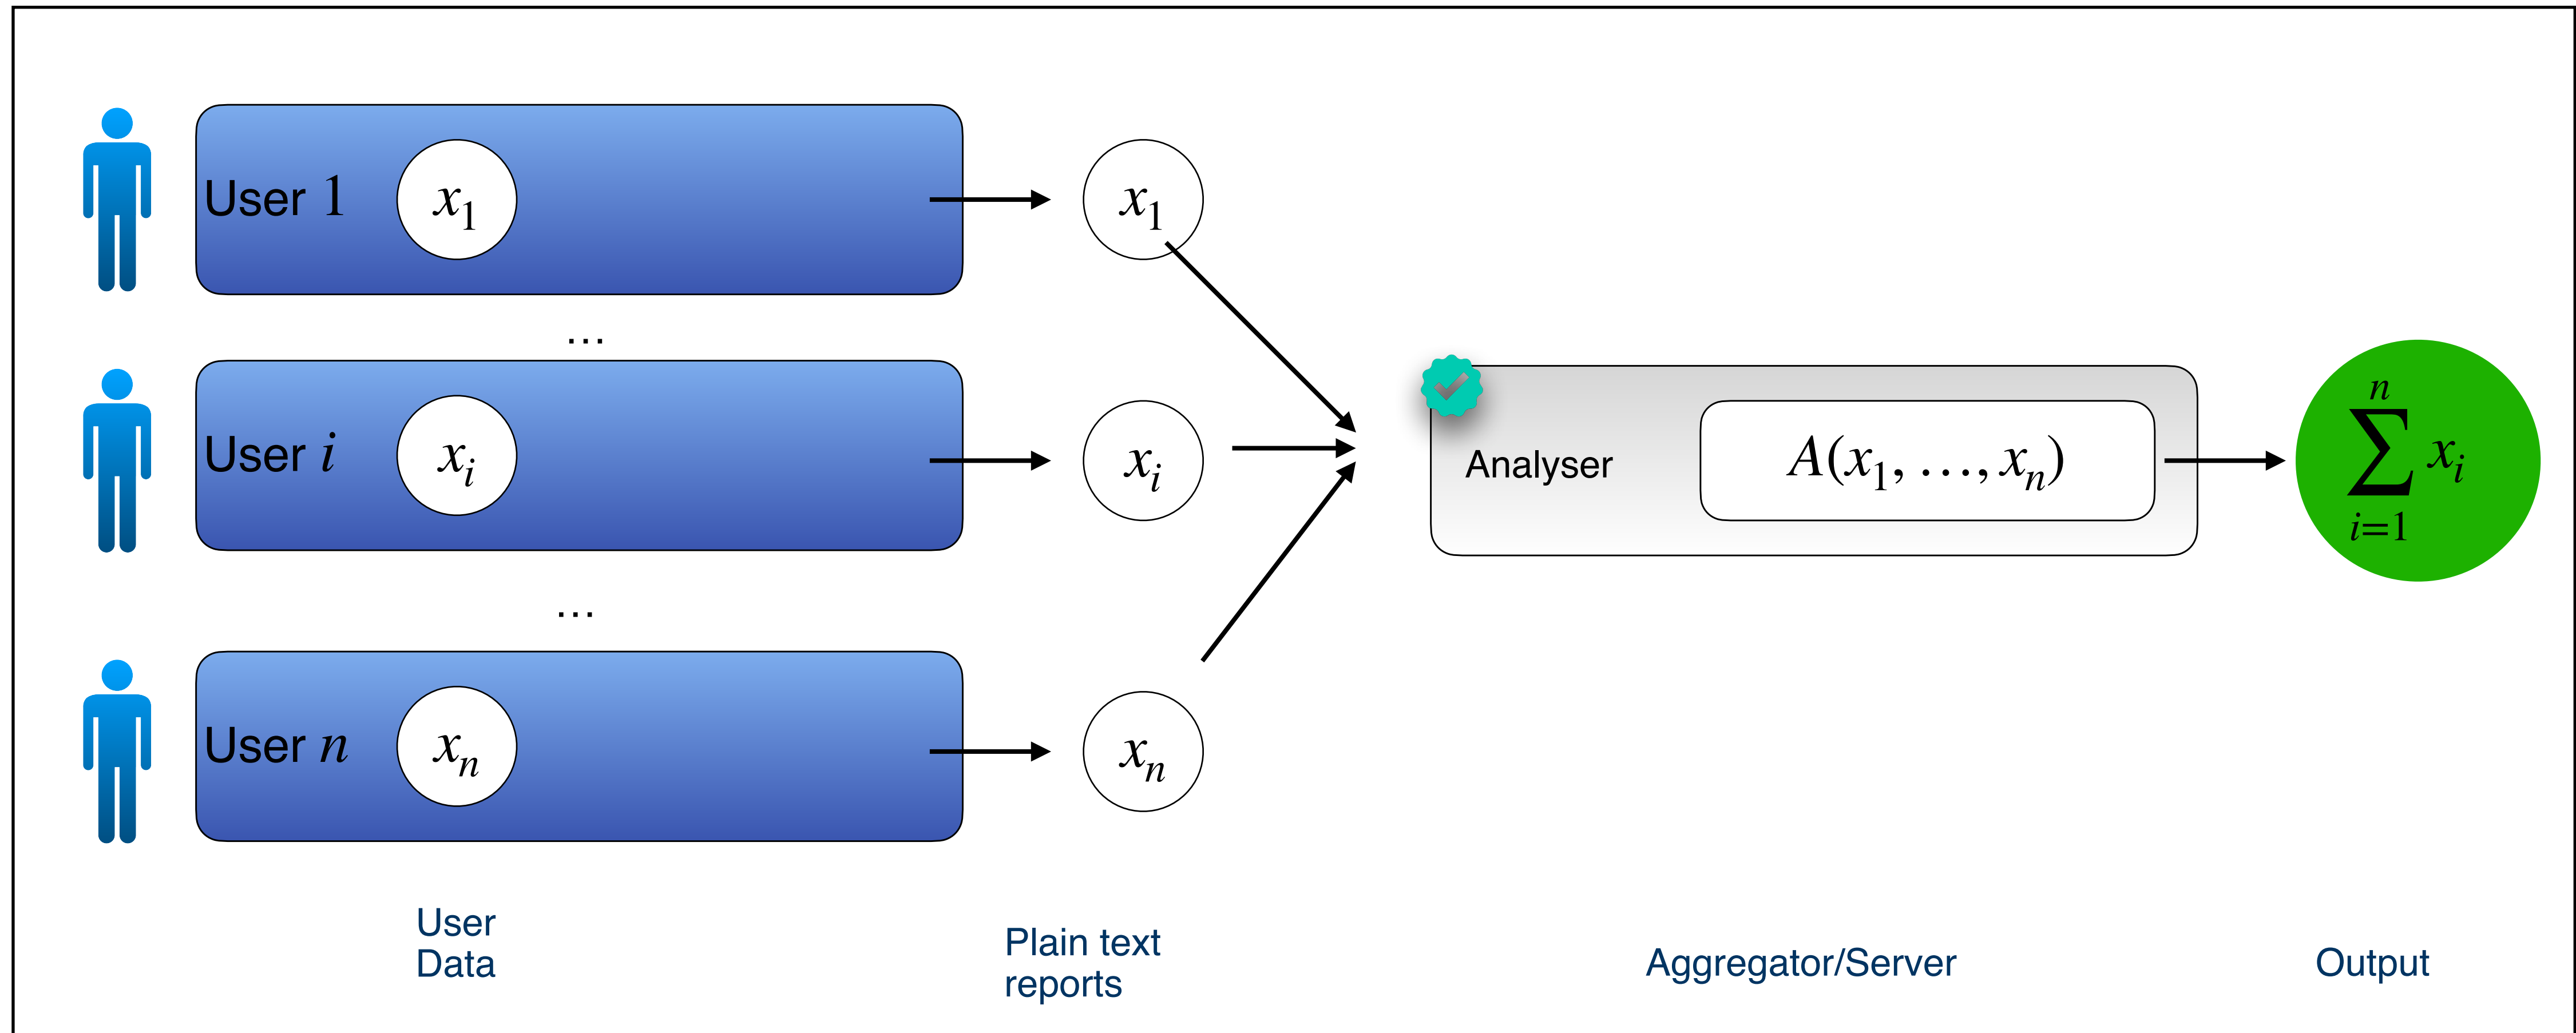 User 1 x₁ x₁
...
User i xᵢ xᵢ
Analyser A(x₁, …, xₙ)
n
∑ xᵢ
i=1
...
User n xₙ xₙ
User
Data
Plain text
reports
Aggregator/Server
Output